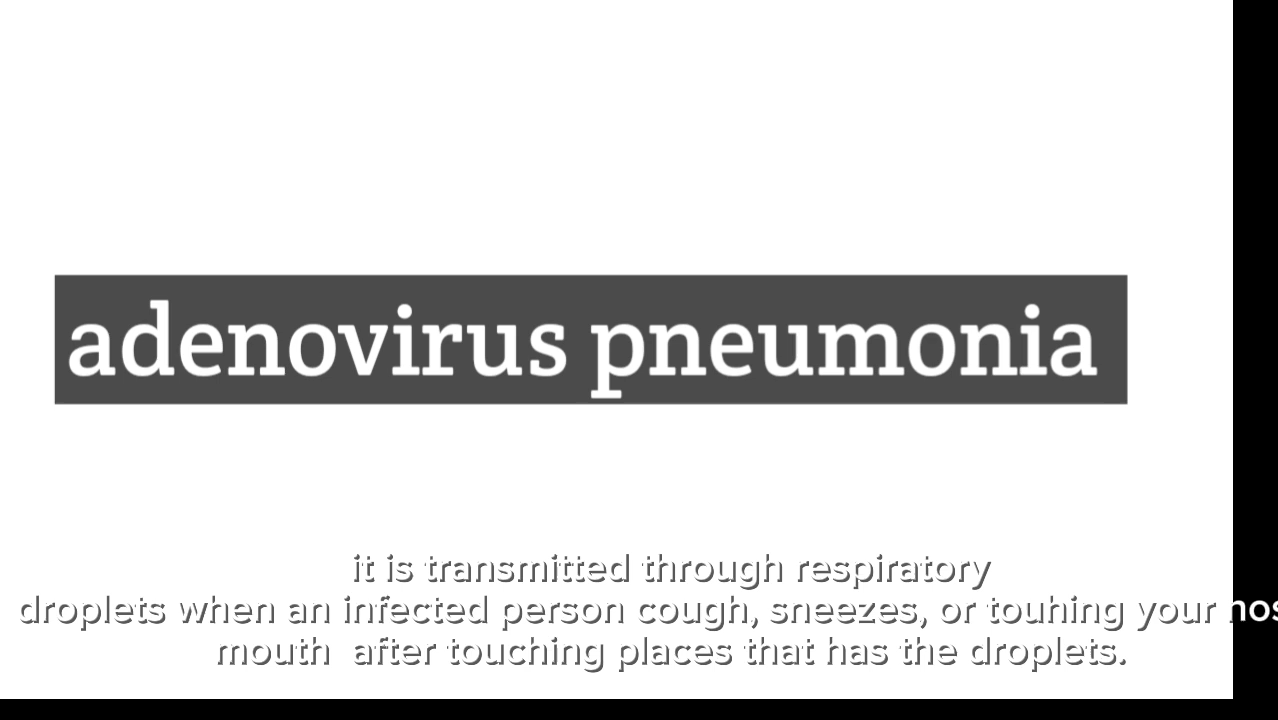 adenovirus pneumonia
it is transmitted through respiratory
droplets when an infected person cough, sneezes, or touhing your
mouth after touching places that has the droplets.